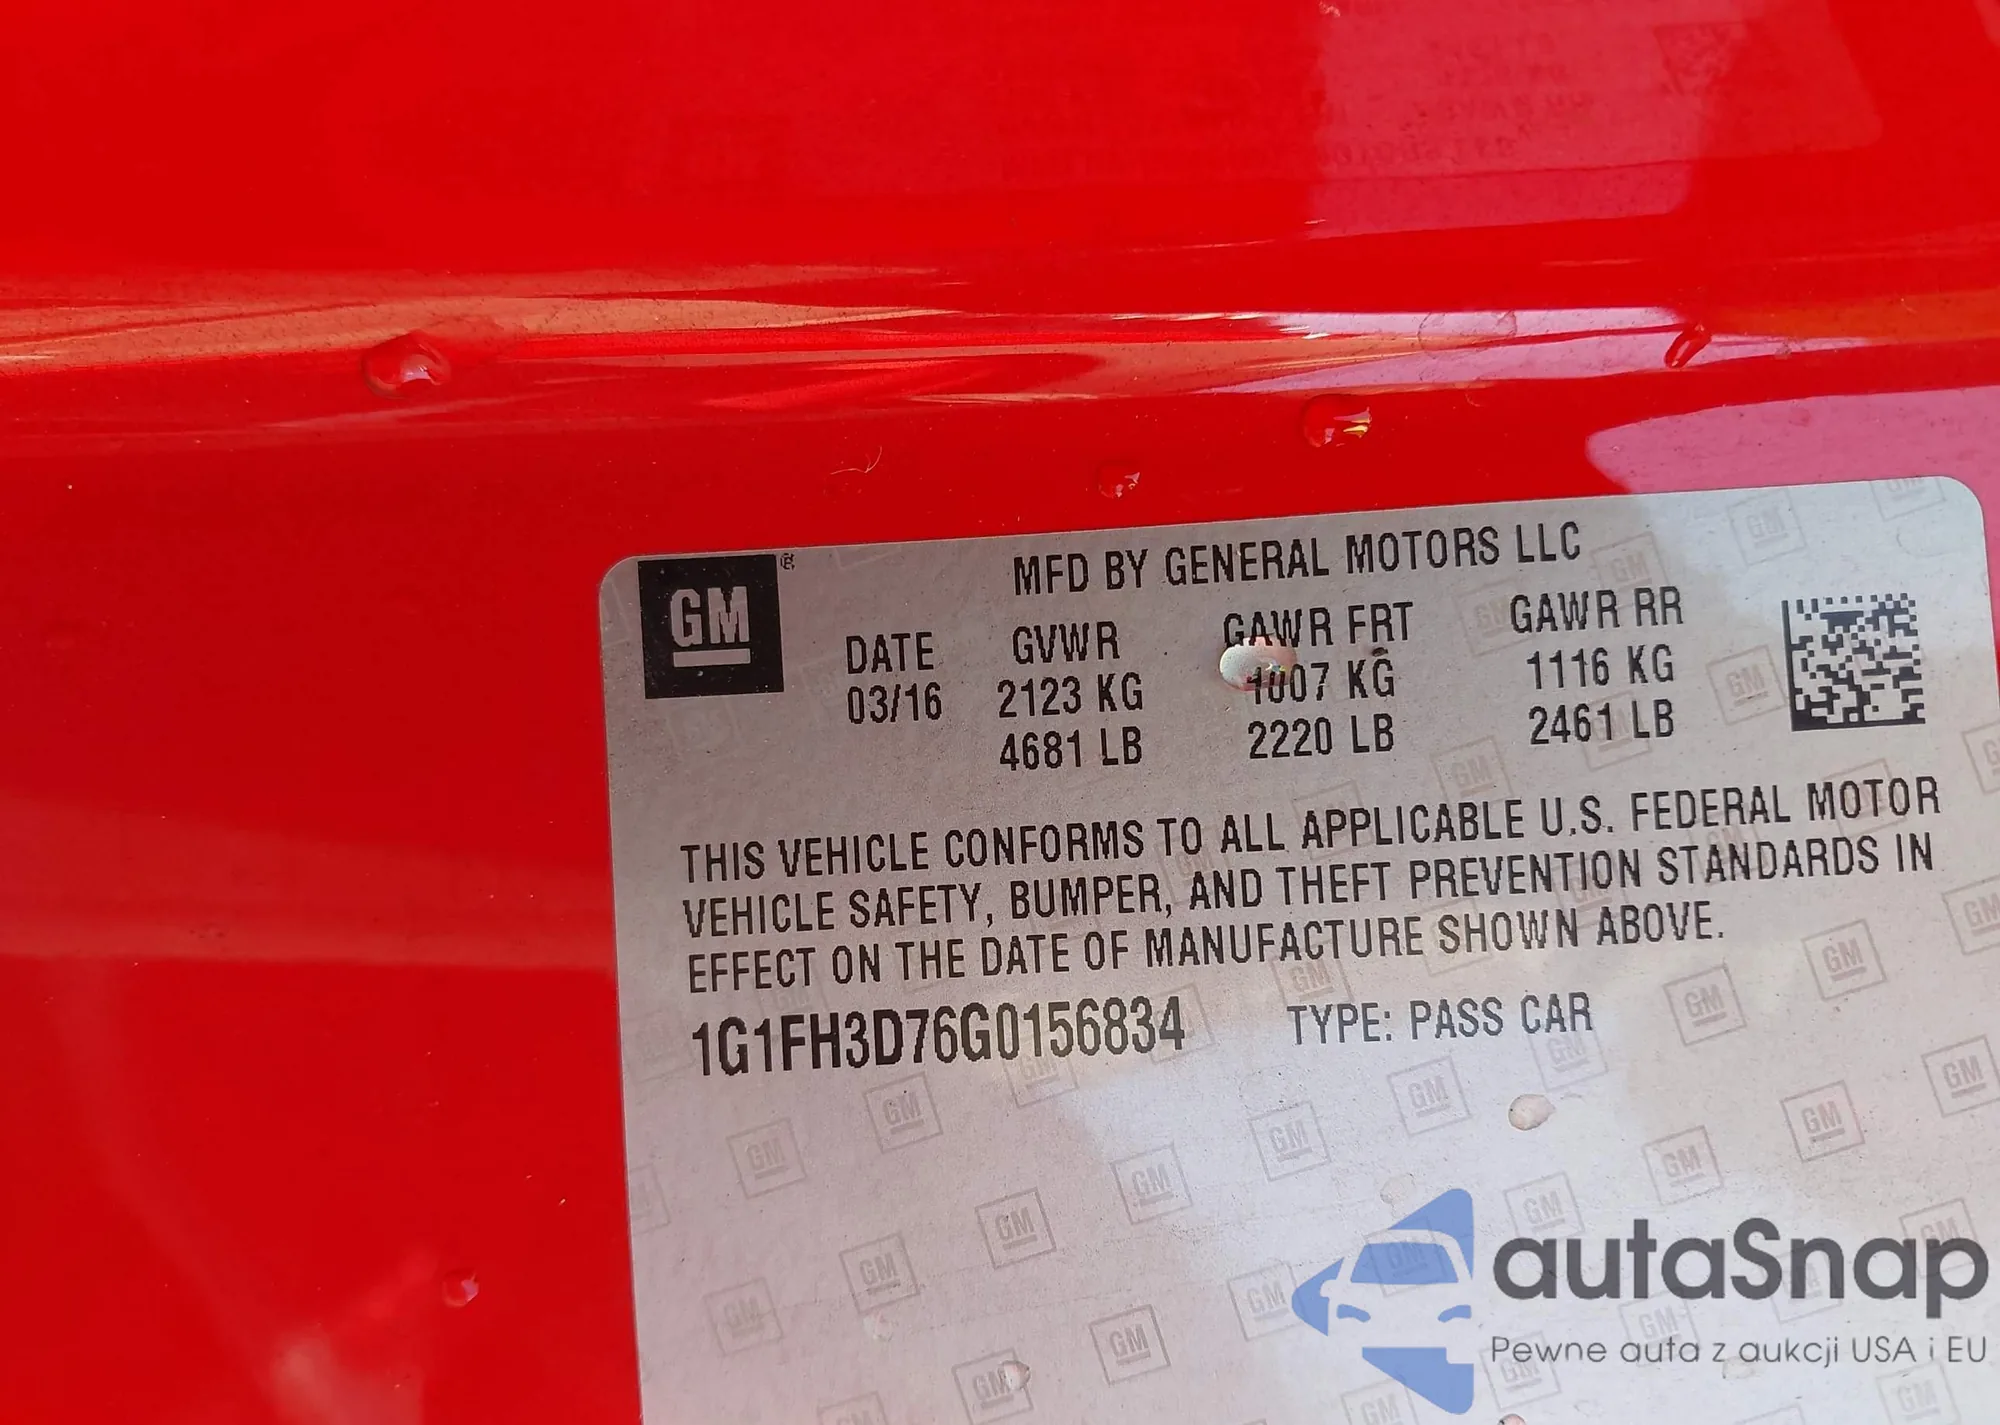 GM ®
MFD BY GENERAL MOTORS LLC
DATE GVWR GAWR FRT GAWR RR
03/16 2123 KG 1007 KG 1116 KG
4681 LB 2220 LB 2461 LB
THIS VEHICLE CONFORMS TO ALL APPLICABLE U.S. FEDERAL MOTOR
VEHICLE SAFETY, BUMPER, AND THEFT PREVENTION STANDARDS IN
EFFECT ON THE DATE OF MANUFACTURE SHOWN ABOVE.
1G1FH3D76G0156834 TYPE: PASS CAR
autaSnap
Pewne auta z aukcji USA i EU